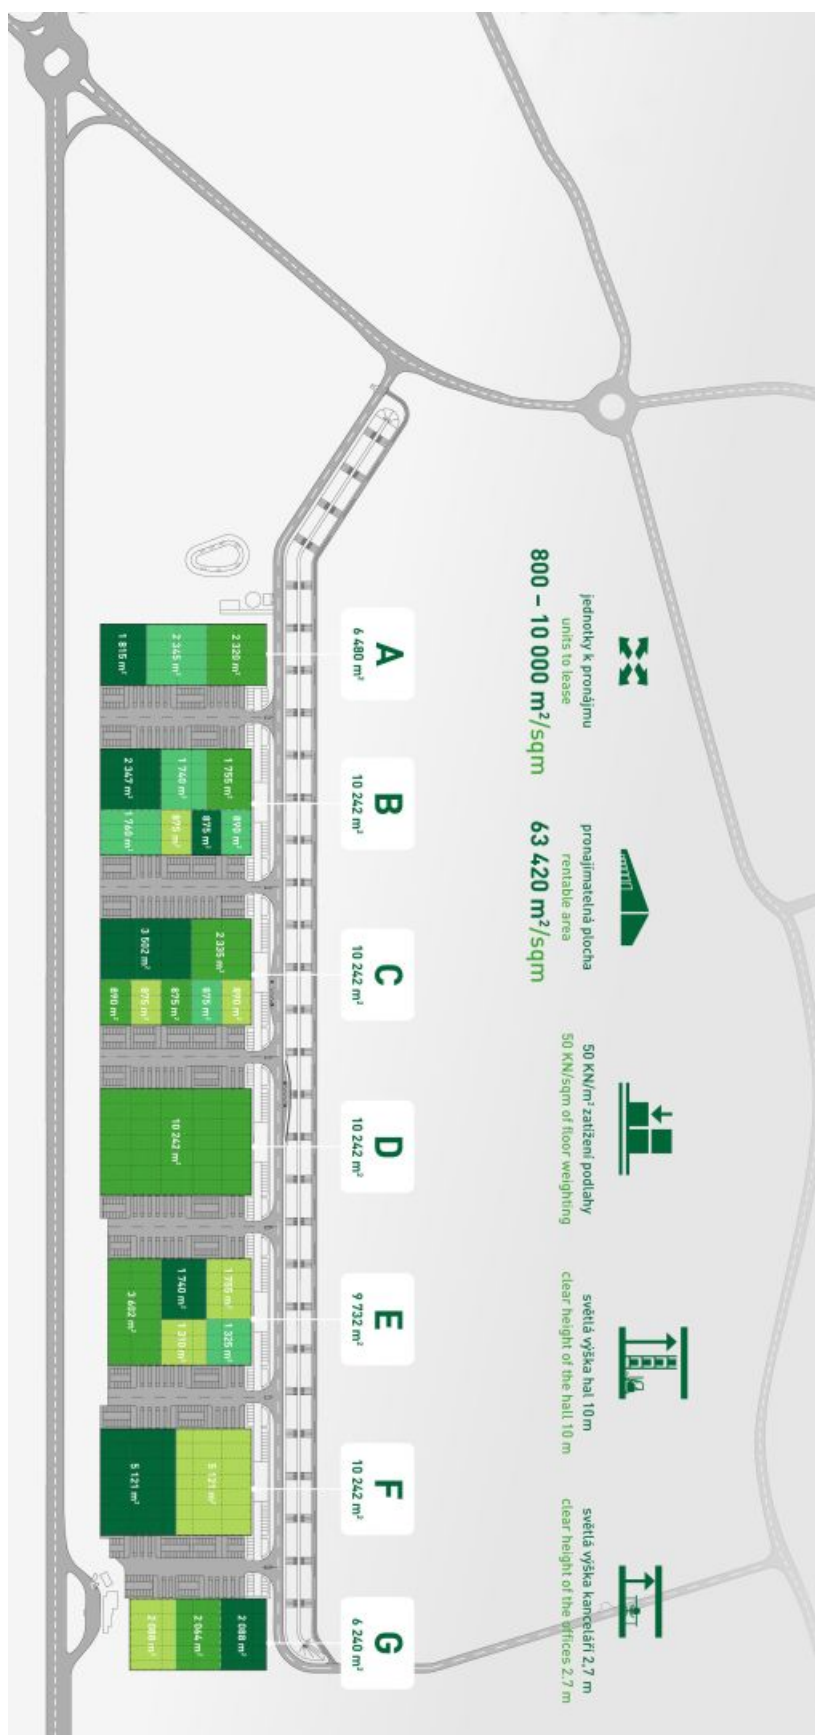 jednotky k pronájmu
units to lease
800 – 10 000 m²/sqm
pronajímatelná plocha
rentable area
63 420 m²/sqm
50 KN/m² zatížení podlahy
50 KN/sqm of floor weighting
světlá výška hal 10 m
clear height of the hall 10 m
světlá výška kanceláří 2,7 m
clear height of the offices 2.7 m
A
6 480 m²
B
10 242 m²
C
10 242 m²
D
10 242 m²
E
9 732 m²
F
10 242 m²
G
6 240 m²
2 320 m²
2 345 m²
1 815 m²
1 755 m²
1 740 m²
2 347 m²
890 m²
875 m²
875 m²
1 760 m²
2 335 m²
3 502 m²
890 m²
875 m²
875 m²
875 m²
890 m²
10 242 m²
1 755 m²
1 740 m²
3 602 m²
1 325 m²
1 310 m²
5 121 m²
5 121 m²
2 088 m²
2 064 m²
2 088 m²